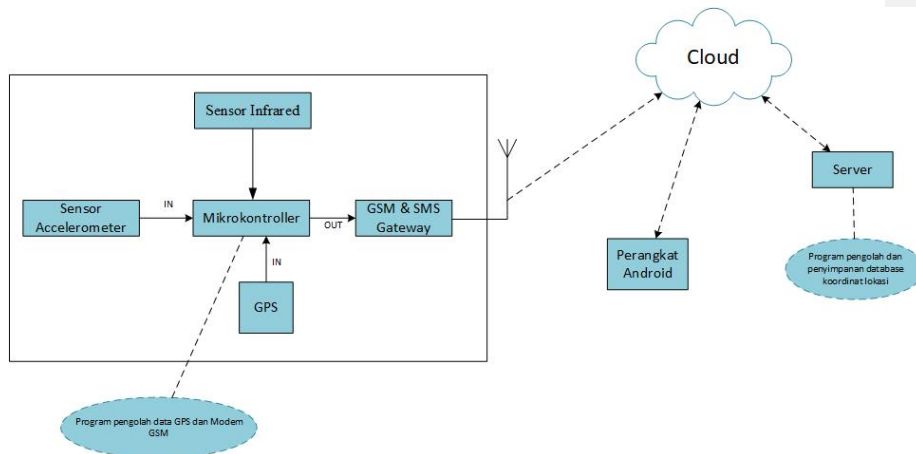 Cloud
Sensor Infrared
Sensor
Accelerometer
IN
Mikrokontroller
OUT
GSM & SMS
Gateway
IN
GPS
Server
Perangkat
Android
Program pengolah dan
penyimpanan database
koordinat lokasi
Program pengolah data GPS dan Modem
GSM